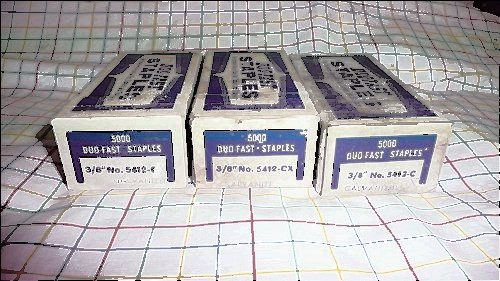 STAPLES
5000
DUO-FAST STAPLES
3/8" No. 5412-C
STAPLES
5000
DUO-FAST STAPLES
3/8" No. 5412-CX
STAPLES
5000
DUO FAST STAPLES
3/8" No. 5412-C
GALVANIZED